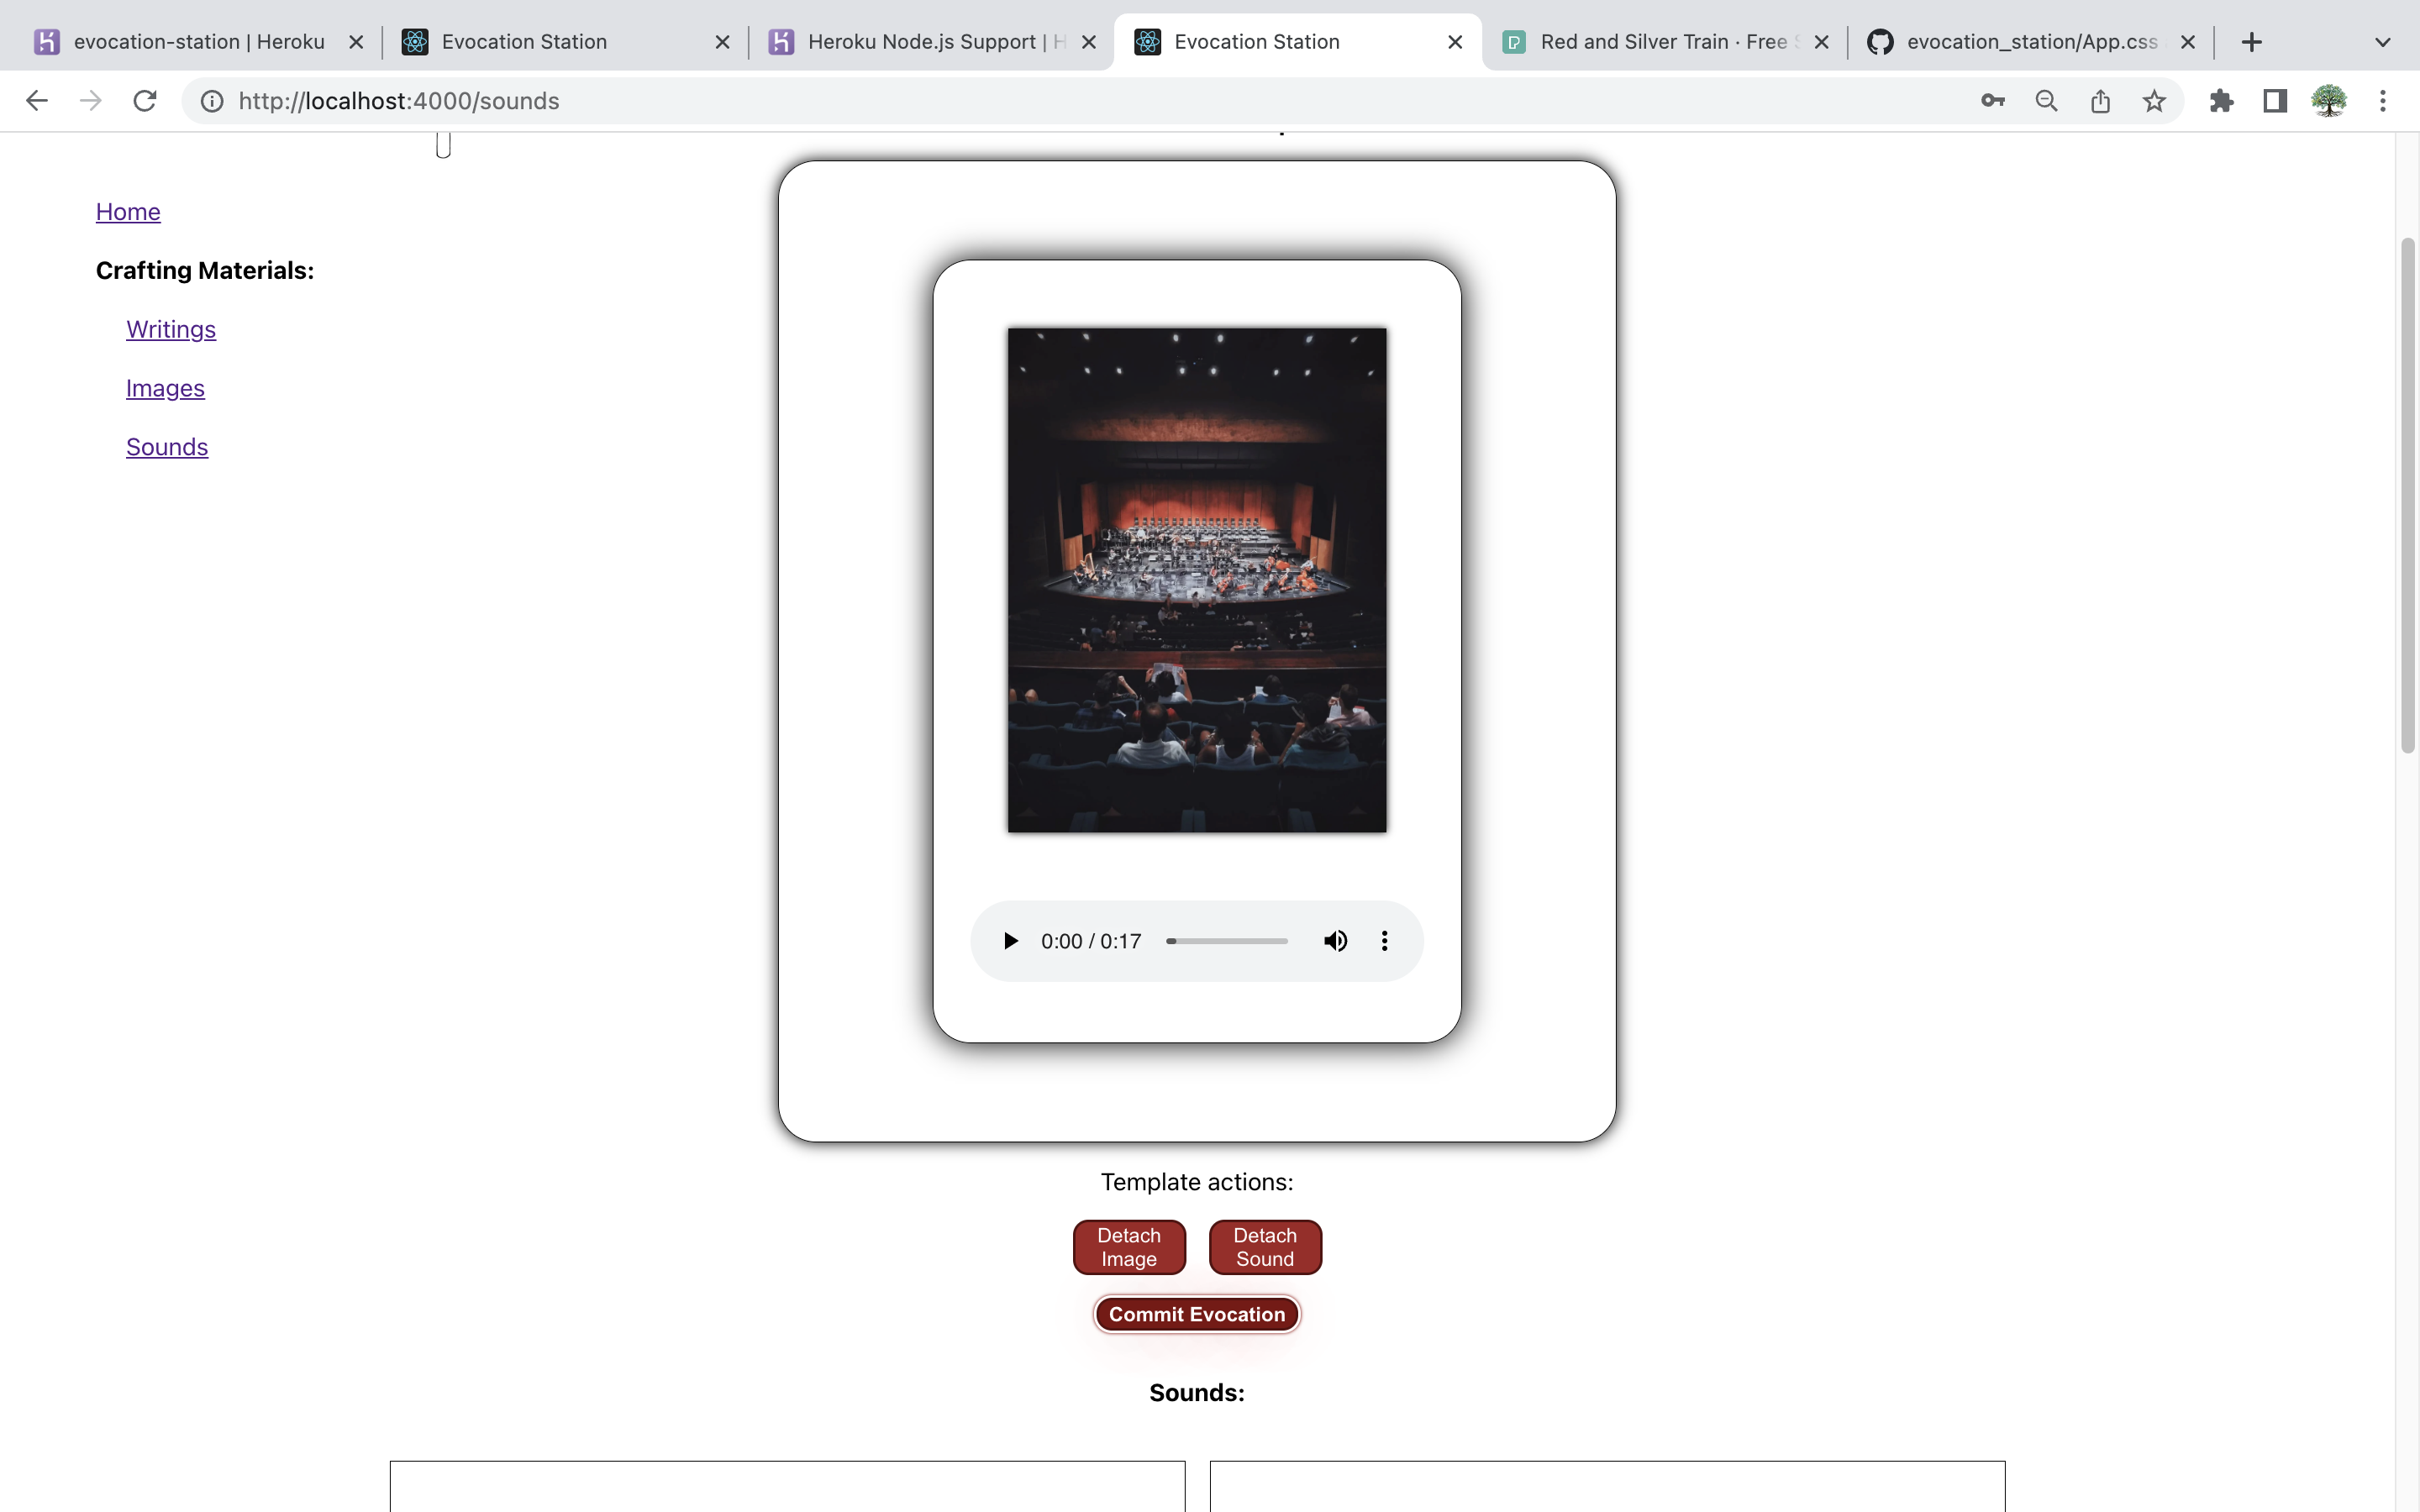 evocation-station | Heroku
Evocation Station
Heroku Node.js Support | H
Evocation Station
Red and Silver Train · Free S
evocation_station/App.css
http://localhost:4000/sounds
Home
Crafting Materials:
Writings
Images
Sounds
0:00 / 0:17
Template actions:
Detach
Image
Detach
Sound
Commit Evocation
Sounds: